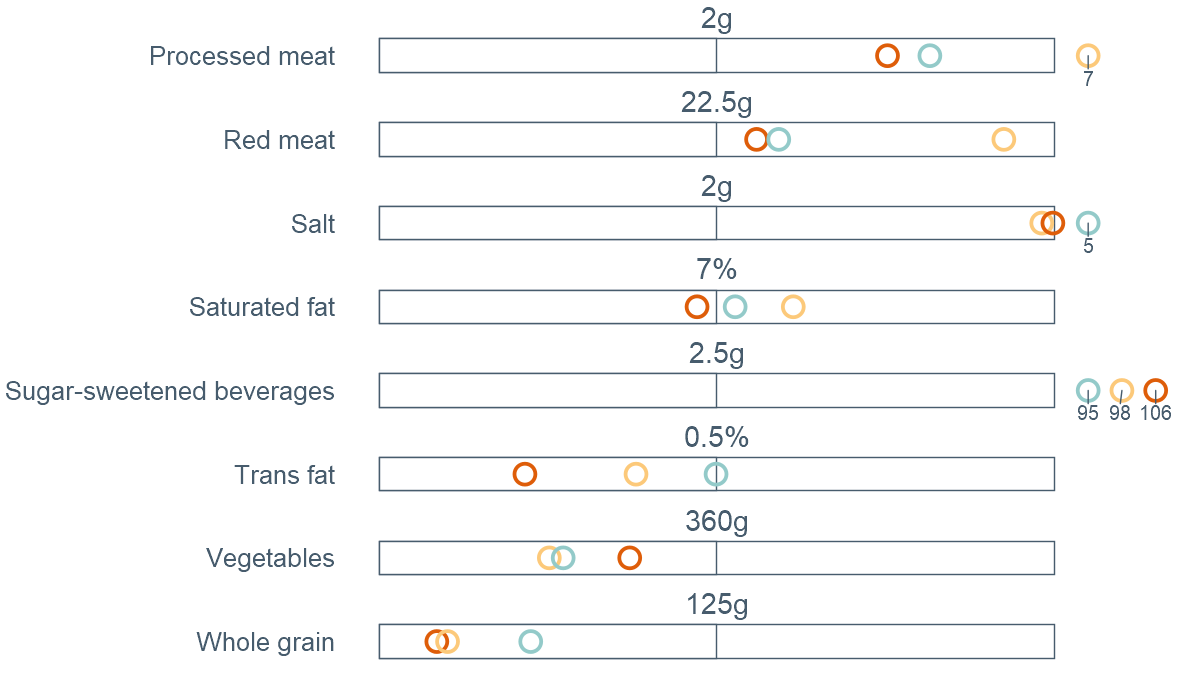 2g
Processed meat
7
22.5g
Red meat
2g
Salt
5
7%
Saturated fat
2.5g
Sugar-sweetened beverages
95 98 106
0.5%
Trans fat
360g
Vegetables
125g
Whole grain